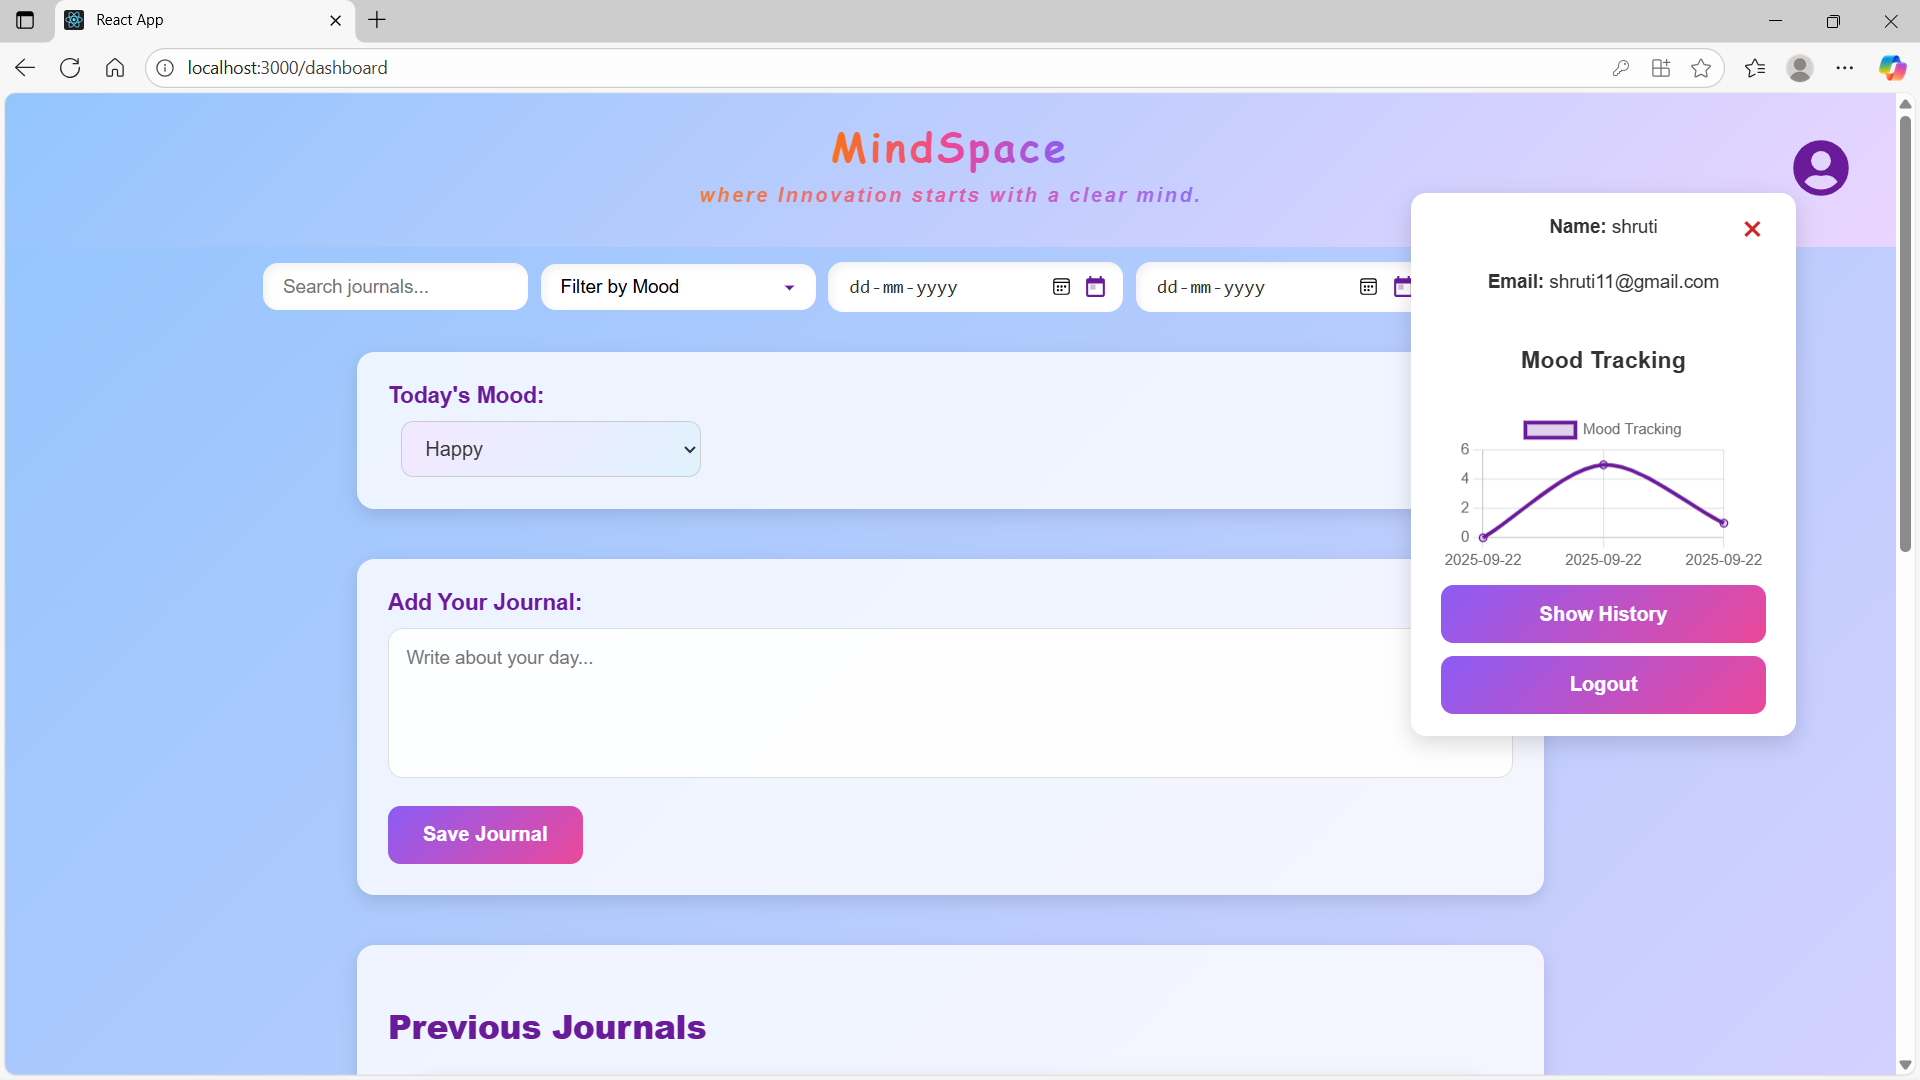 React App
localhost:3000/dashboard
MindSpace
where Innovation starts with a clear mind.
Search journals...
Filter by Mood
dd-mm-yyyy
dd-mm-yyyy
Name: shruti
Email: shruti11@gmail.com
Mood Tracking
Mood Tracking
6
4
2
0
2025-09-22 2025-09-22 2025-09-22
Show History
Logout
Today's Mood:
Happy
Add Your Journal:
Write about your day...
Save Journal
Previous Journals